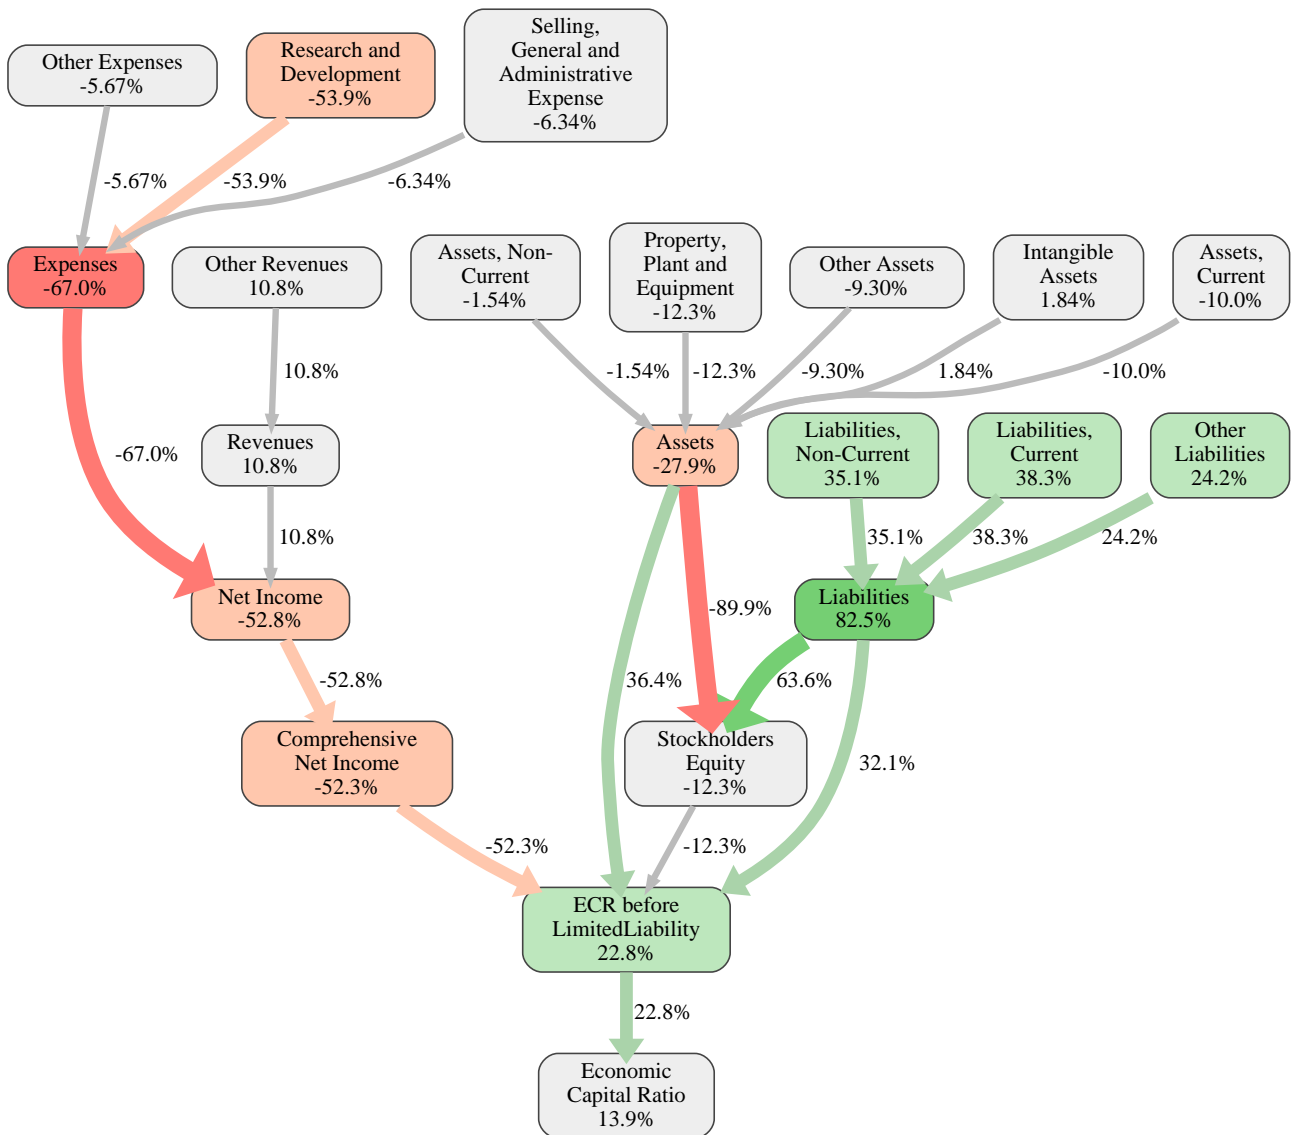 Other Expenses
-5.67%
Research and
Development
-53.9%
Selling,
General and
Administrative
Expense
-6.34%
-5.67%
-53.9%
-6.34%
Expenses
-67.0%
Other Revenues
10.8%
Assets, Non-
Current
-1.54%
Property,
Plant and
Equipment
-12.3%
Other Assets
-9.30%
Intangible
Assets
1.84%
Assets,
Current
-10.0%
10.8%
-1.54%
-12.3%
-9.30%
1.84%
-10.0%
-67.0%
Revenues
10.8%
Assets
-27.9%
Liabilities,
Non-Current
35.1%
Liabilities,
Current
38.3%
Other
Liabilities
24.2%
10.8%
35.1%
38.3%
24.2%
Net Income
-52.8%
-89.9%
Liabilities
82.5%
-52.8%
36.4%
63.6%
Comprehensive
Net Income
-52.3%
Stockholders
Equity
-12.3%
32.1%
-52.3%
-12.3%
ECR before
LimitedLiability
22.8%
22.8%
Economic
Capital Ratio
13.9%